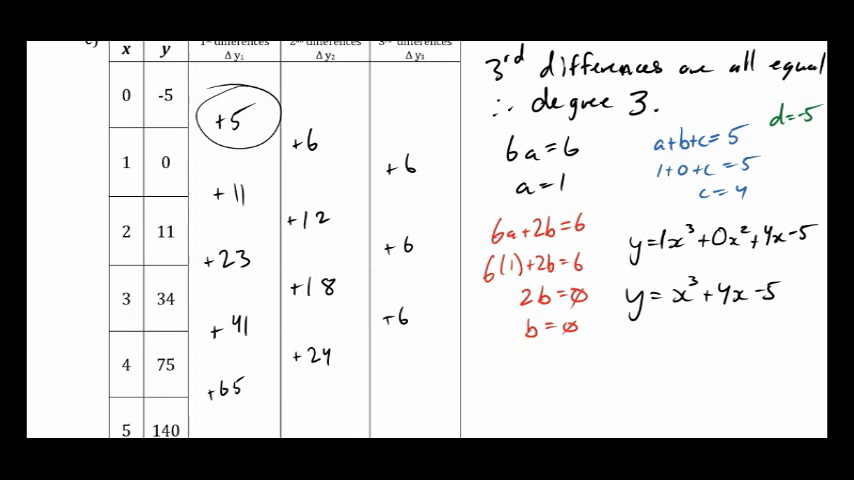 x y 1st differences 2nd differences 3rd differences
Δ y₁ Δ y₂ Δ y₃
0 -5
+5
+6
1 0
+6
+11
2 11
+12
+23
+6
3 34
+18
+41
+6
4 75
+24
+65
5 140
3rd differences are all equal
∴ degree 3.
d=-5
6a=6
a=1
a+b+c=5
1+0+c=5
c=4
6a+2b=6
6(1)+2b=6
2b=0
b=0
y=1x³+0x²+4x-5
y=x³+4x-5